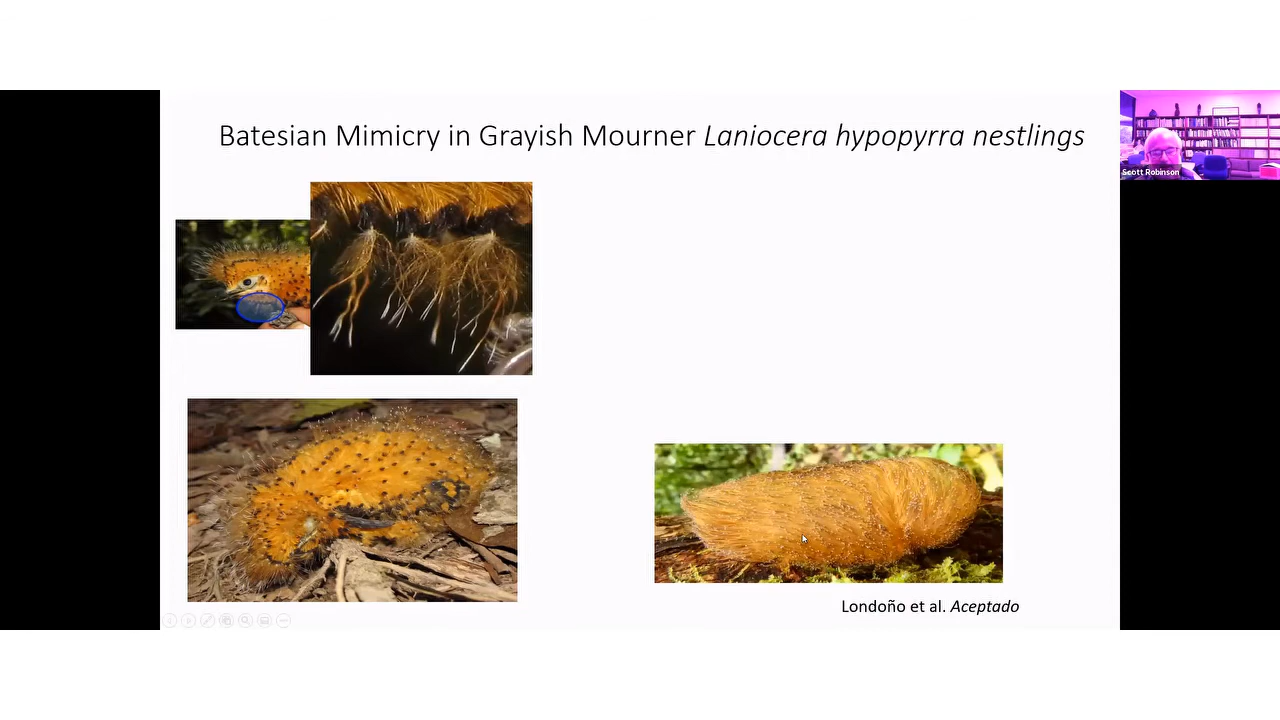 Batesian Mimicry in Grayish Mourner Laniocera hypopyrra nestlings
Scott Robinson
Londoño et al. Aceptado